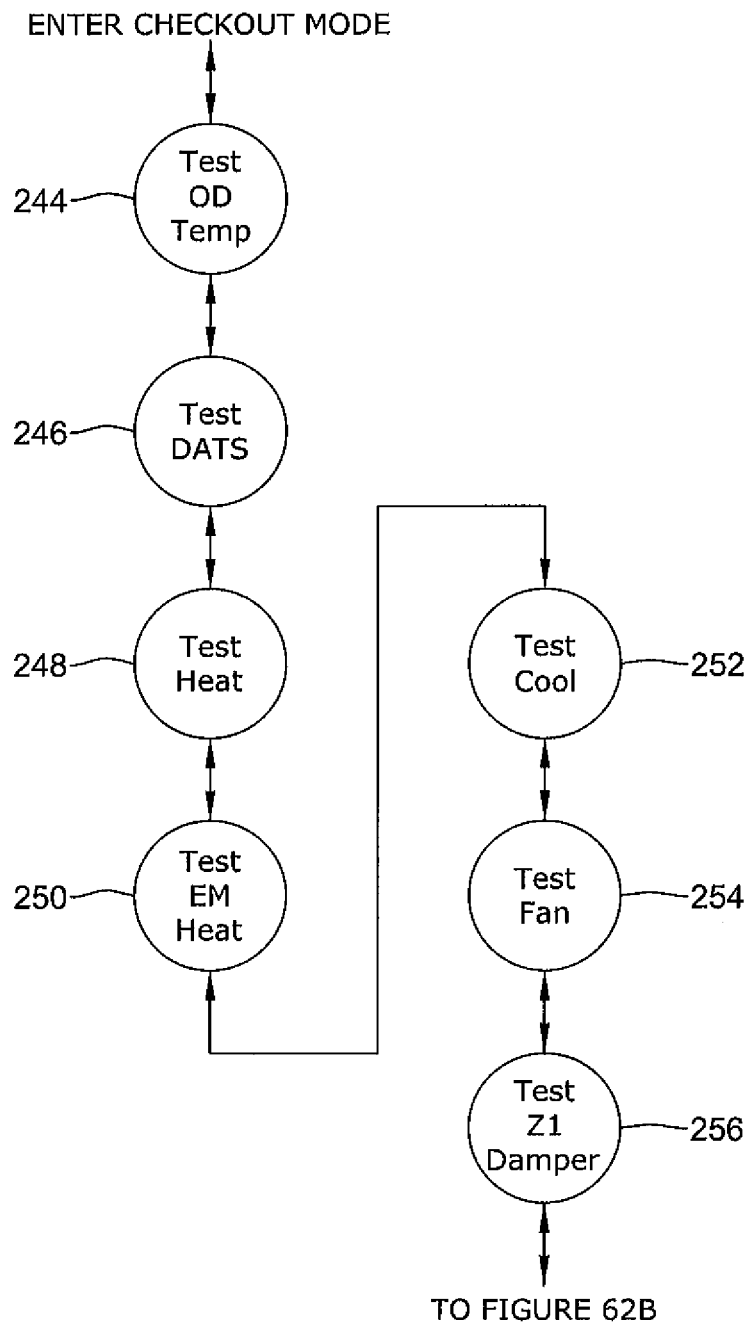 ENTER CHECKOUT MODE
244
Test
OD
Temp
246
Test
DATS
248
Test
Heat
250
Test
EM
Heat
Test
Cool
252
Test
Fan
254
Test
Z1
Damper
256
TO FIGURE 62B